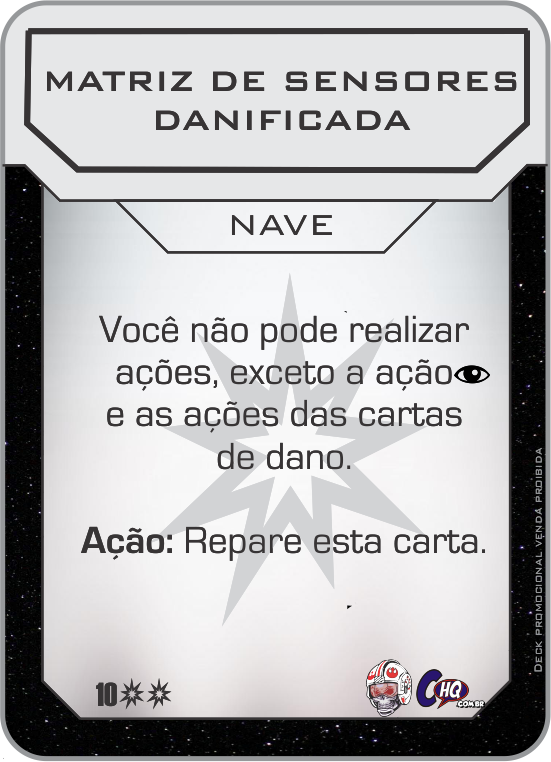 MATRIZ DE SENSORES
DANIFICADA
NAVE
Você não pode realizar
ações, exceto a ação
e as ações das cartas
de dano.
Ação: Repare esta carta.
10
CHQ
.COM.BR
DECK PROMOCIONAL VENDA PROIBIDA